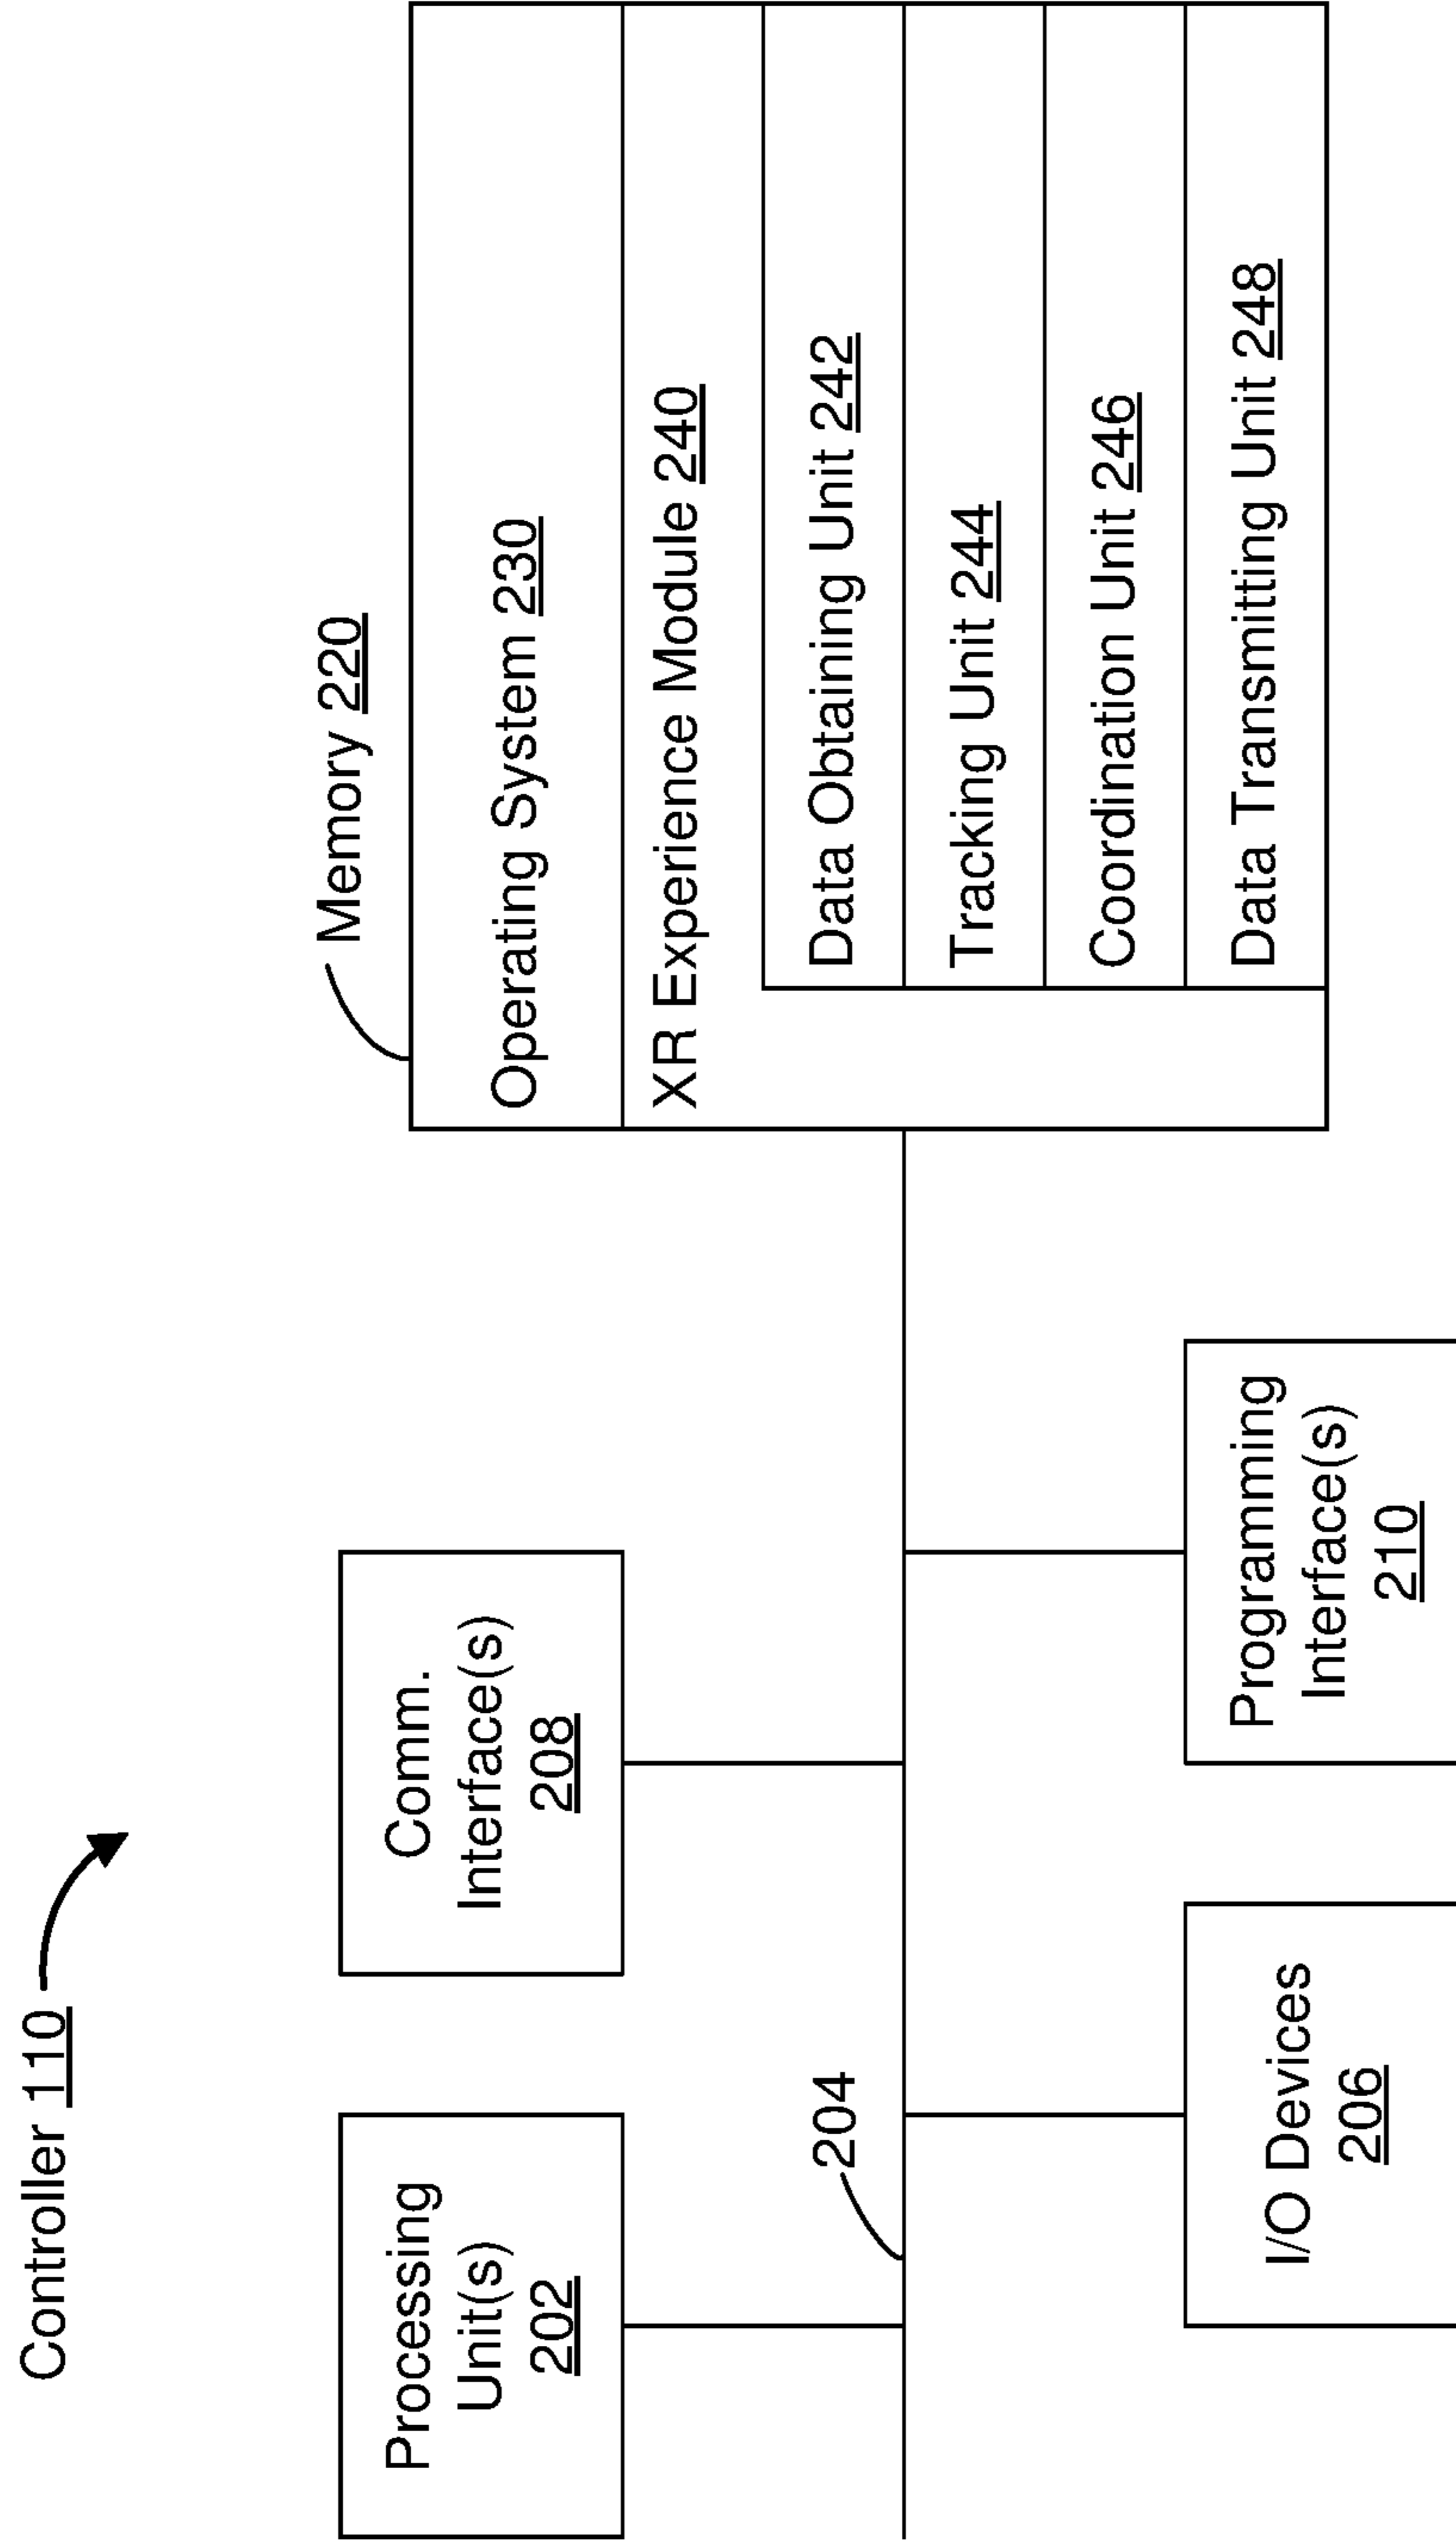 Controller 110
Memory 220
Processing
Unit(s)
202
Comm.
Interface(s)
208
Operating System 230
XR Experience Module 240
Data Obtaining Unit 242
Tracking Unit 244
Coordination Unit 246
Data Transmitting Unit 248
204
I/O Devices
206
Programming
Interface(s)
210